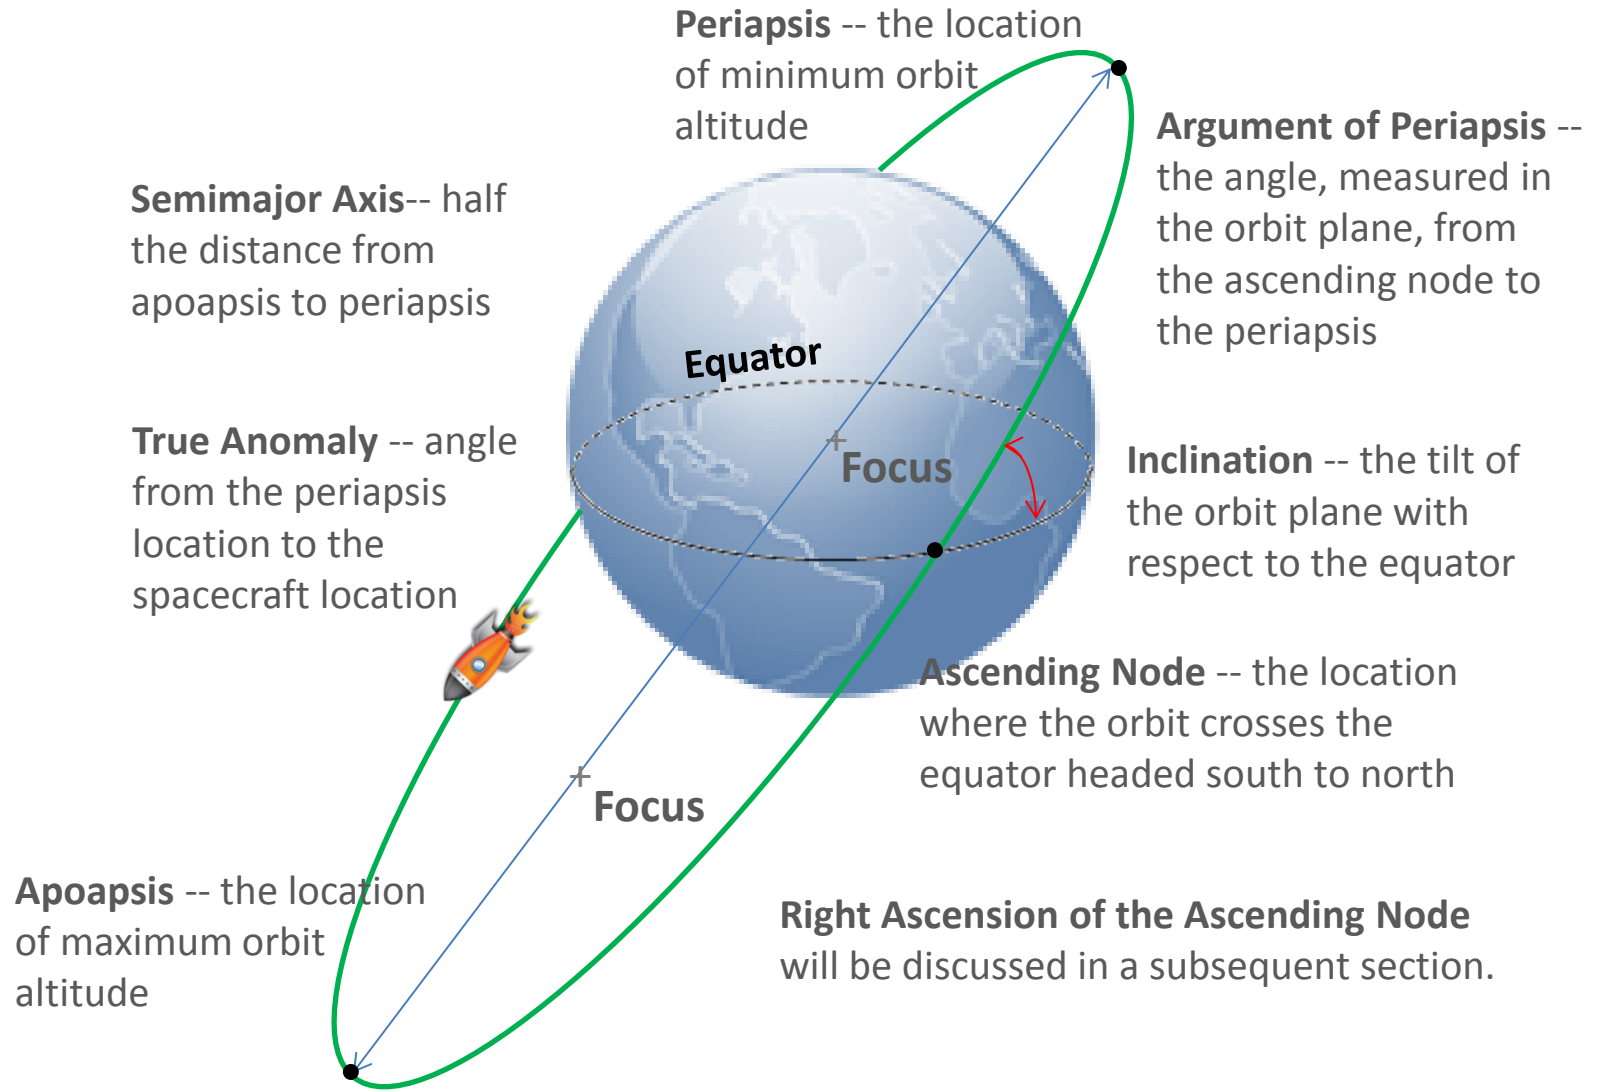 Periapsis -- the location
of minimum orbit
altitude
Argument of Periapsis --
the angle, measured in
the orbit plane, from
the ascending node to
the periapsis
Semimajor Axis-- half
the distance from
apoapsis to periapsis
Equator
True Anomaly -- angle
from the periapsis
location to the
spacecraft location
Focus
Inclination -- the tilt of
the orbit plane with
respect to the equator
Ascending Node -- the location
where the orbit crosses the
equator headed south to north
Focus
Apoapsis -- the location
of maximum orbit
altitude
Right Ascension of the Ascending Node
will be discussed in a subsequent section.